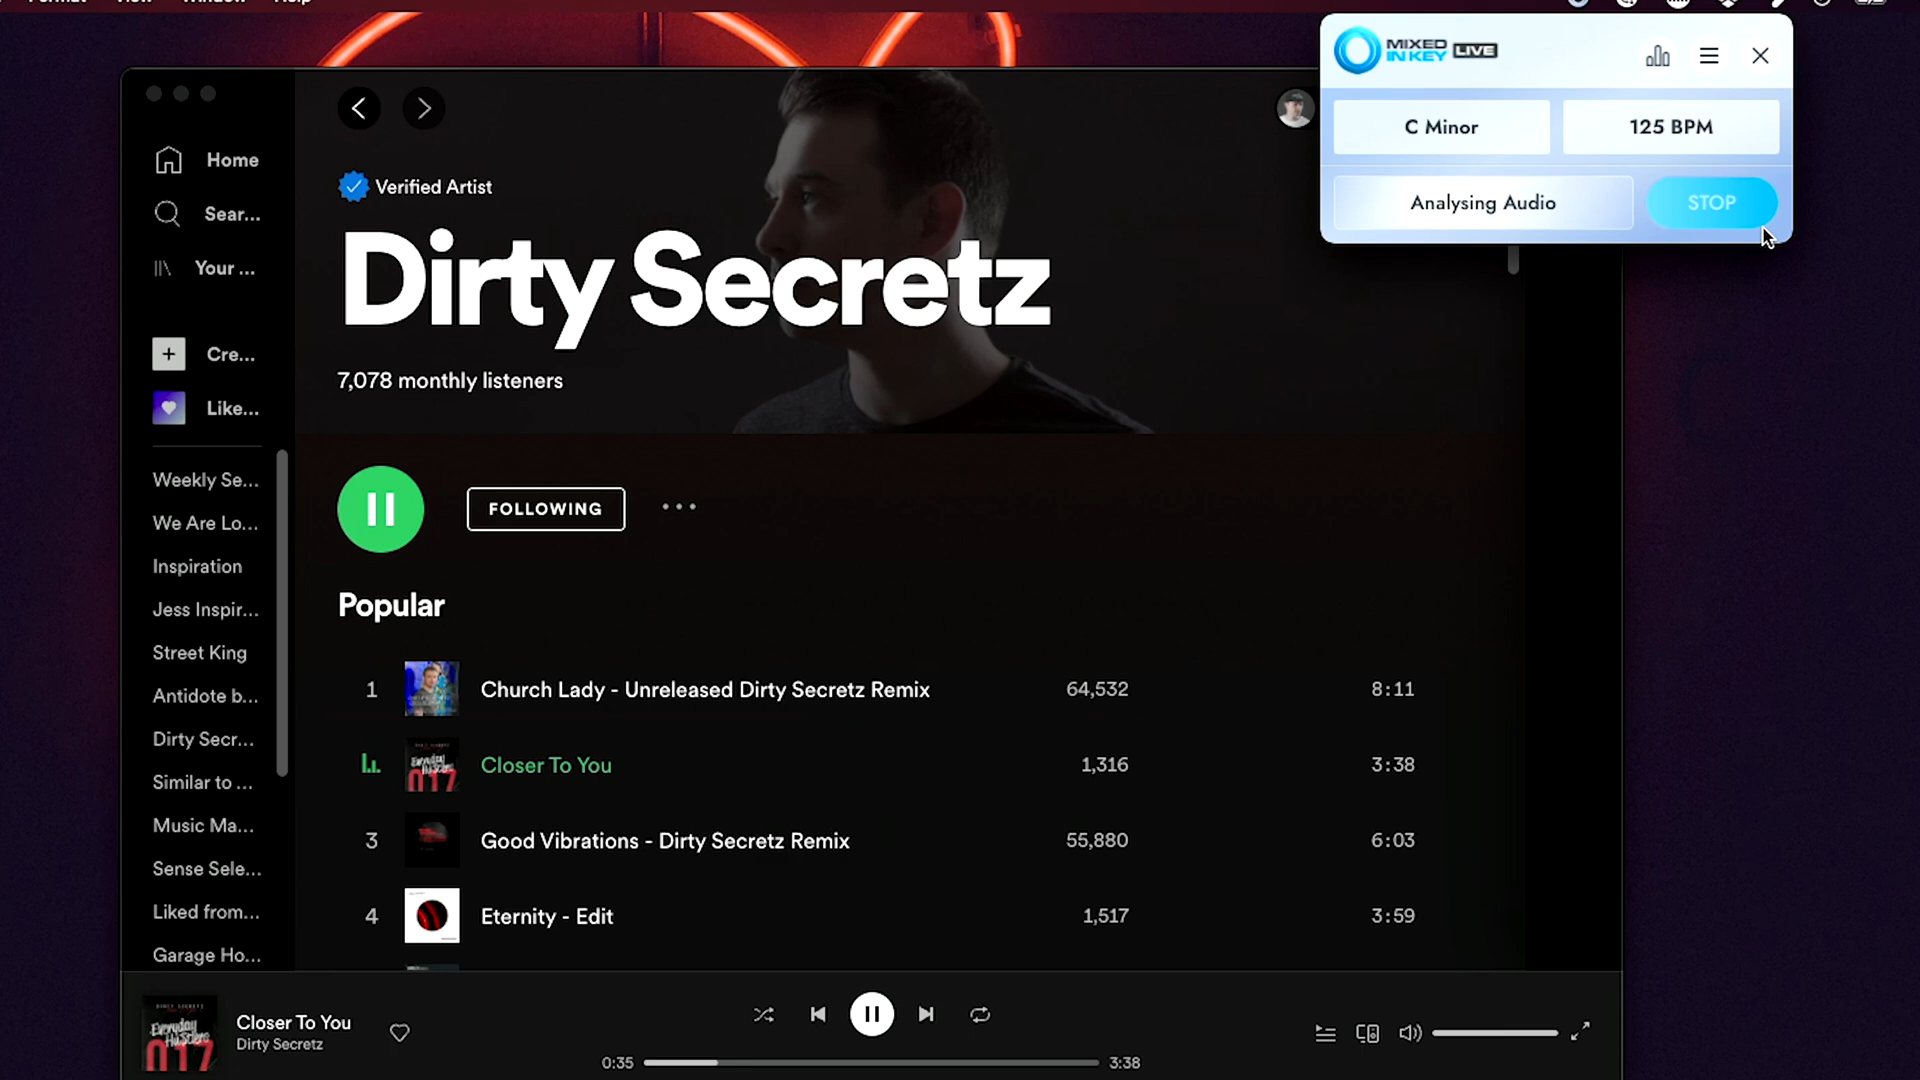 MIXED
IN KEY LIVE
C Minor
125 BPM
Analysing Audio
STOP
Home
Sear...
Your ...
Cre...
Like...
Weekly Se...
We Are Lo...
Inspiration
Jess Inspir...
Street King
Antidote b...
Dirty Secr...
Similar to ...
Music Ma...
Sense Sele...
Liked from...
Garage Ho...
Verified Artist
Dirty Secretz
7,078 monthly listeners
FOLLOWING
Popular
1 Church Lady - Unreleased Dirty Secretz Remix 64,532 8:11
Closer To You 1,316 3:38
3 Good Vibrations - Dirty Secretz Remix 55,880 6:03
4 Eternity - Edit 1,517 3:59
Everyday
Hustlers
017
Closer To You
Dirty Secretz
0:35
3:38